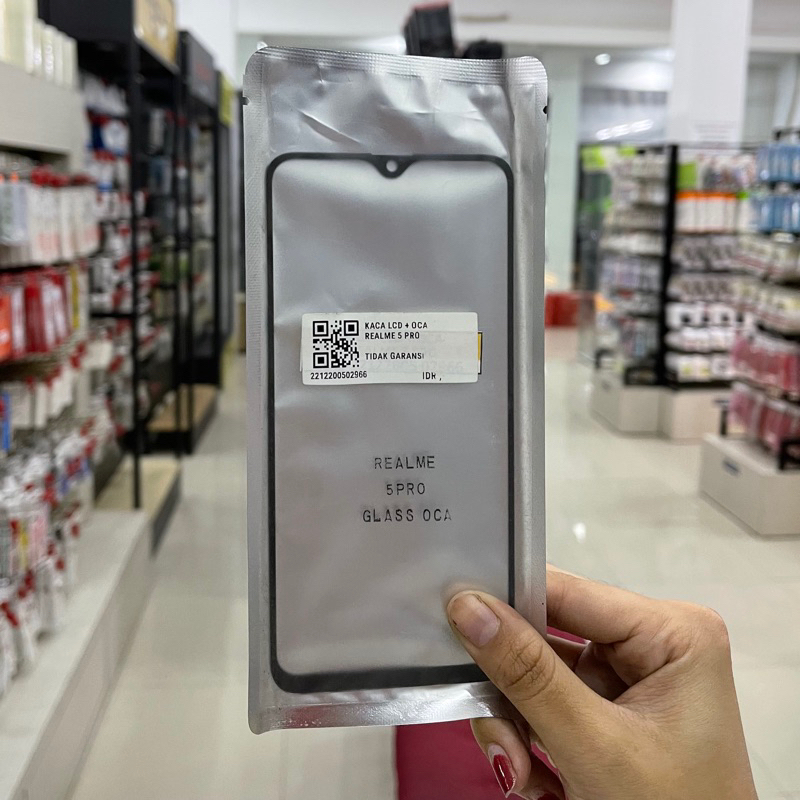 KACA LCD + OCA
REALME 5 PRO
TIDAK GARANSI
2212200502966
IDR ,
REALME
5PRO
GLASS OCA